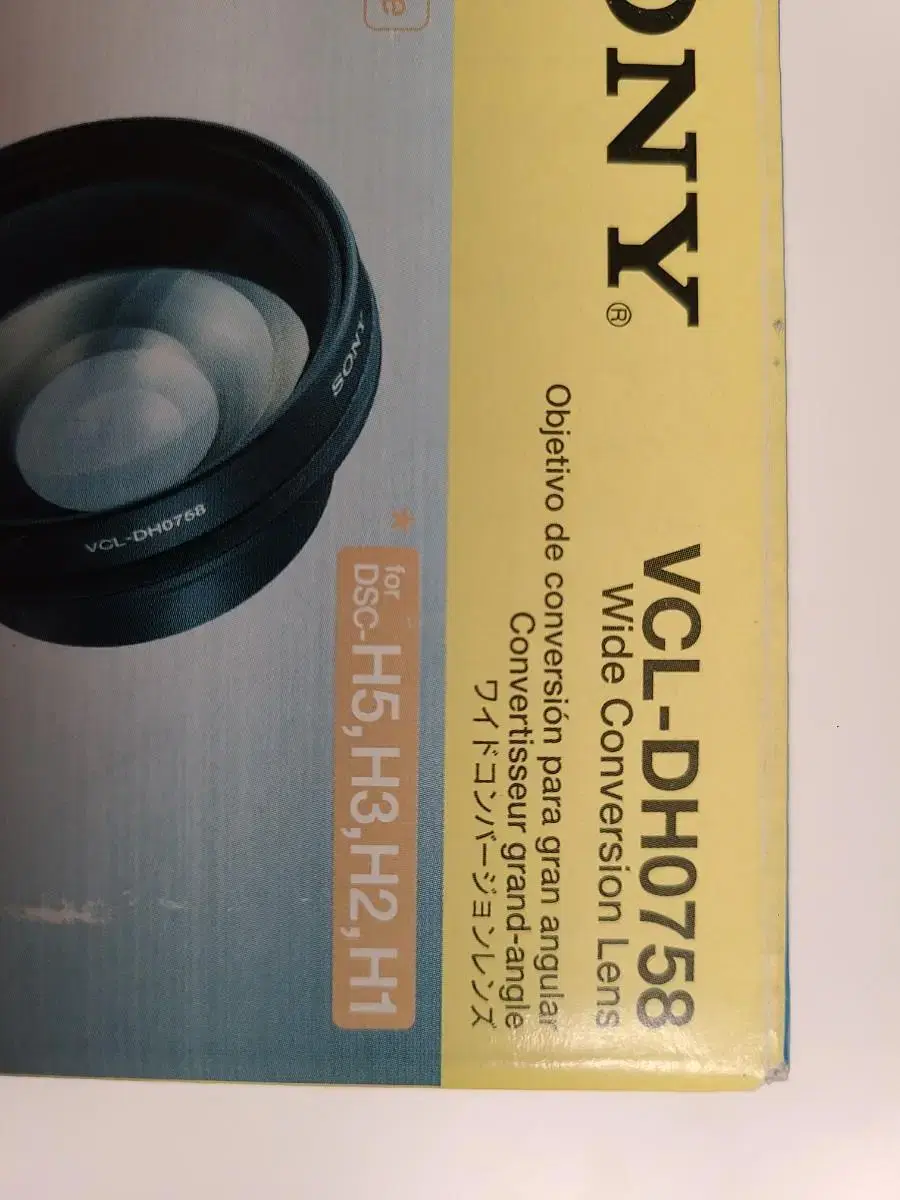 ONY®
VCL-DH0758
Wide Conversion Lens
Objetivo de conversión para gran angular
Convertisseur grand-angle
ワイドコンバージョンレンズ
*
for
DSC-H5,H3,H2,H1
SONY
VCL-DH0758
e